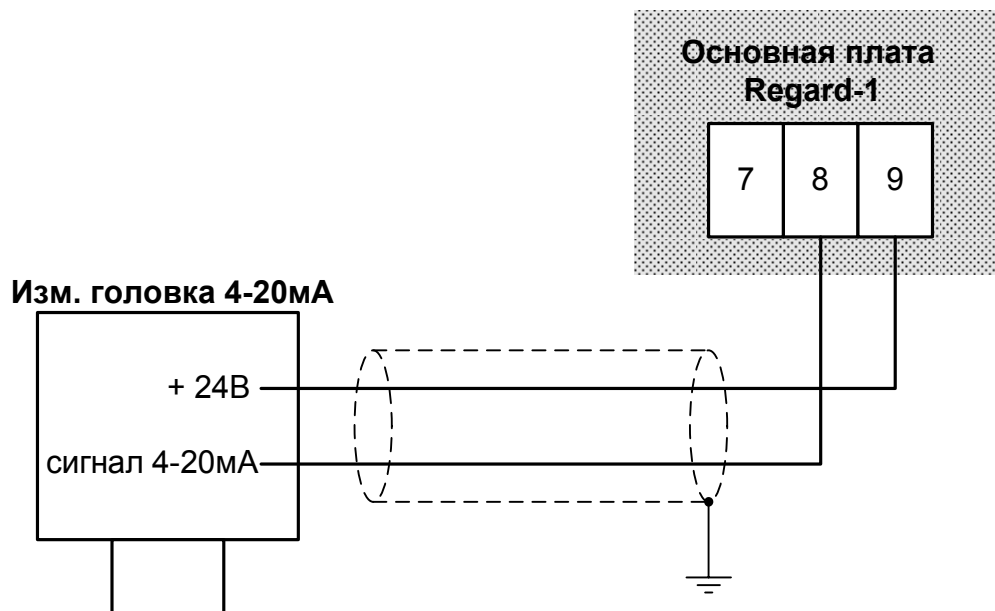 Основная плата
Regard-1
7 8 9
Изм. головка 4-20мА
+ 24В
сигнал 4-20мА